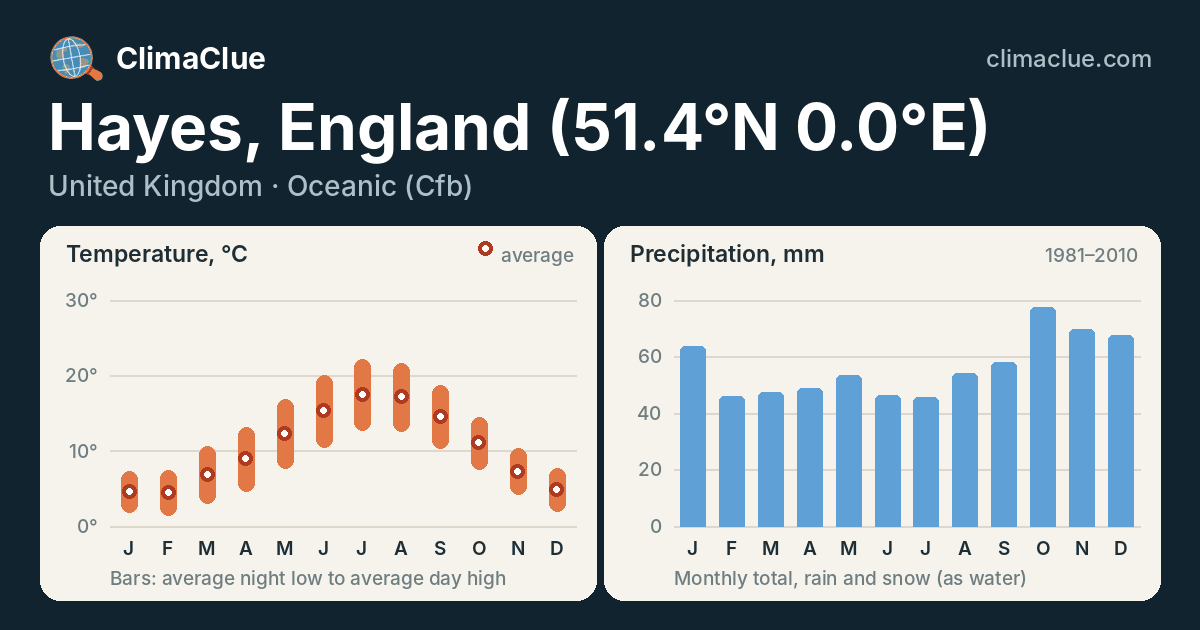 ClimaClue
climaclue.com
Hayes, England (51.4°N 0.0°E)
United Kingdom · Oceanic (Cfb)
Temperature, °C
average
30°
20°
10°
0°
J F M A M J J A S O N D
Bars: average night low to average day high
Precipitation, mm
1981–2010
80
60
40
20
0
J F M A M J J A S O N D
Monthly total, rain and snow (as water)